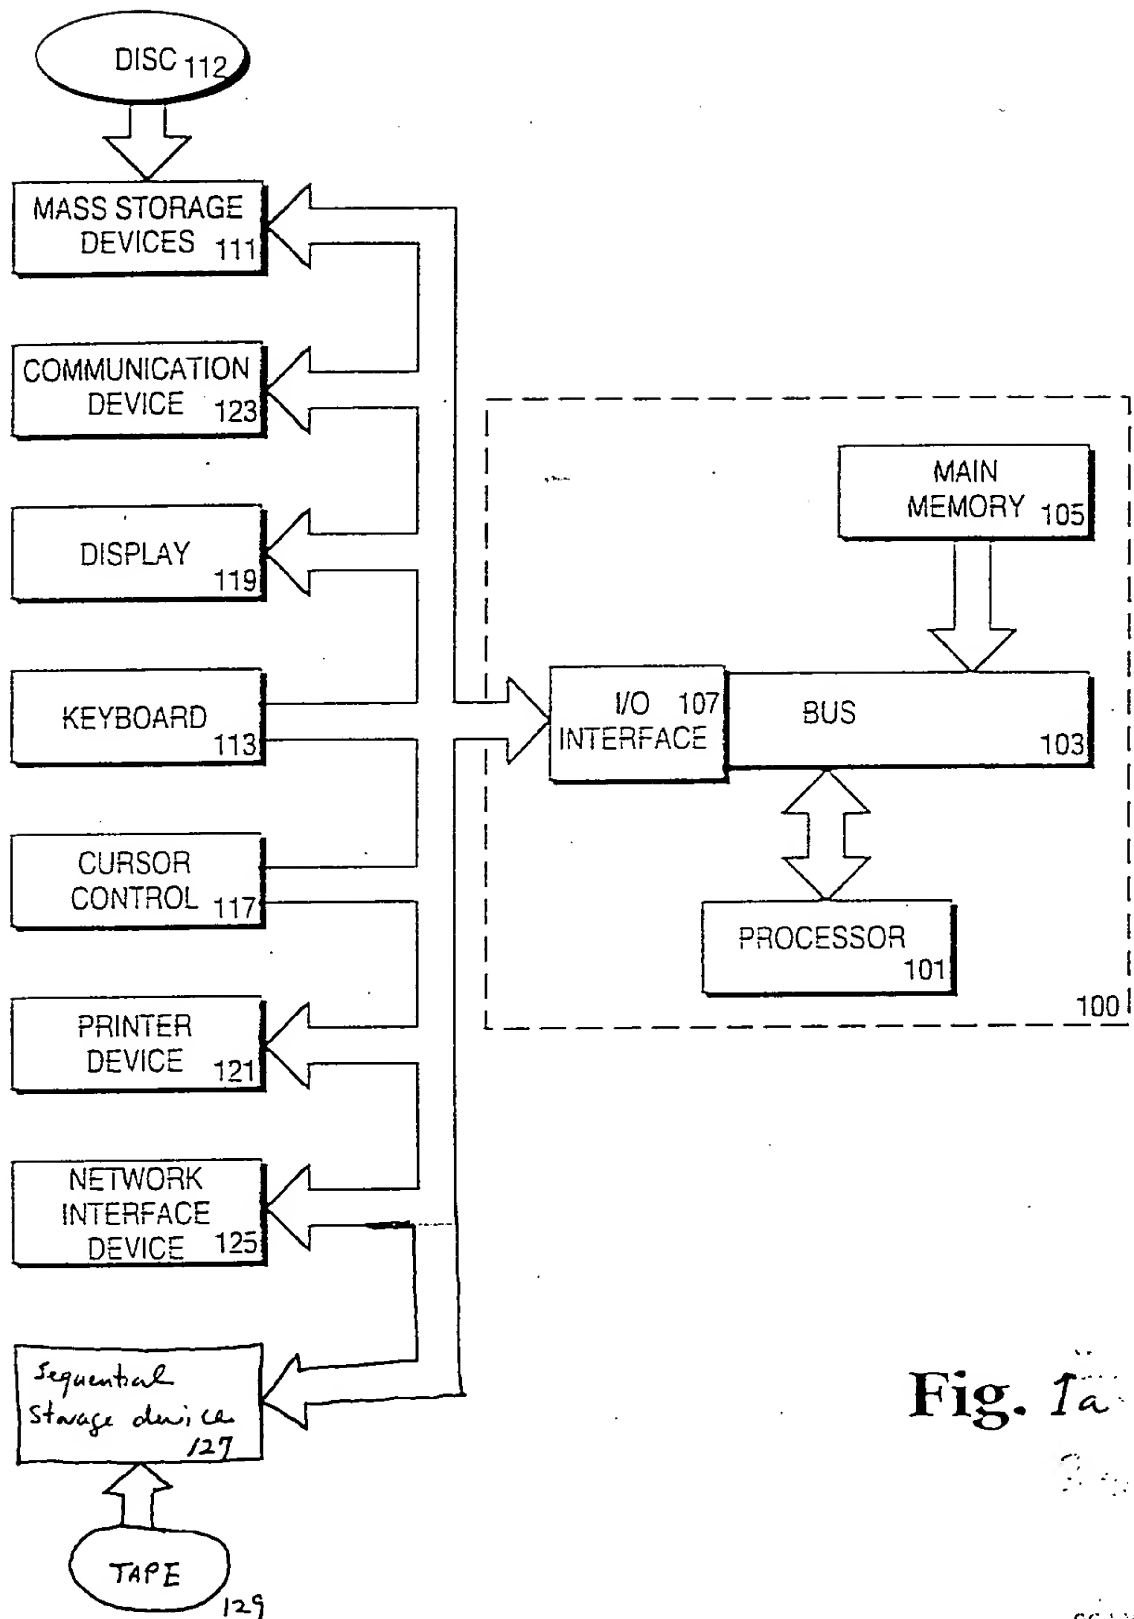 DISC 112
MASS STORAGE
DEVICES 111
COMMUNICATION
DEVICE 123
DISPLAY
119
KEYBOARD
113
CURSOR
CONTROL 117
PRINTER
DEVICE 121
NETWORK
INTERFACE
DEVICE 125
Sequential
Storage device
127
TAPE
129
MAIN
MEMORY 105
I/O 107
INTERFACE
BUS
103
PROCESSOR
101
100
Fig. 1a